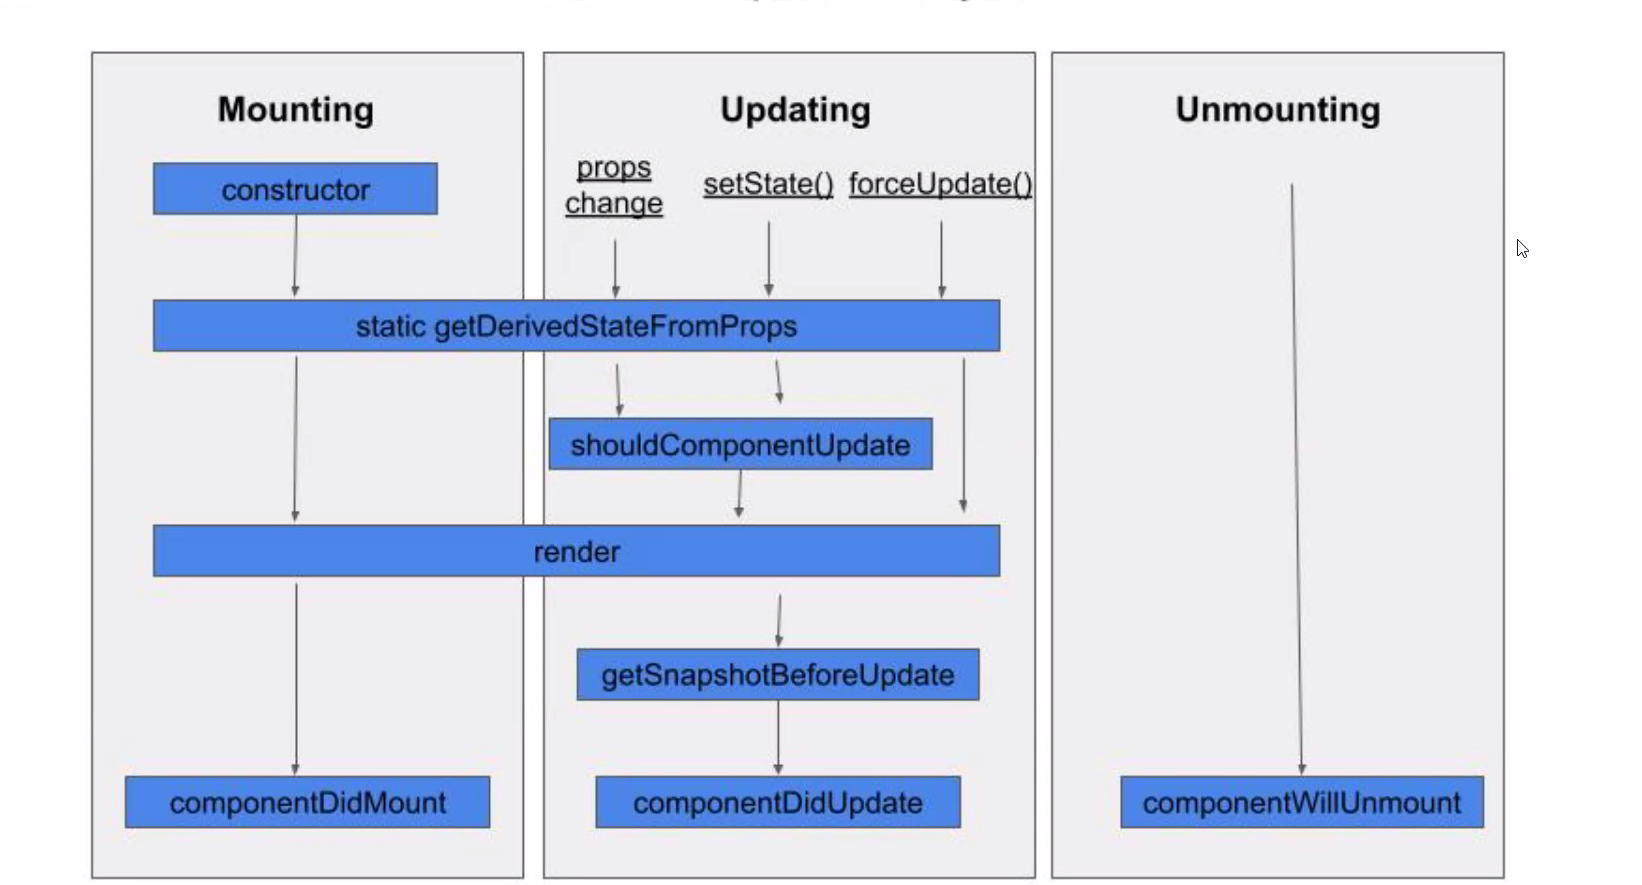 Mounting
constructor
Updating
props
change
setState()
forceUpdate()
Unmounting
static getDerivedStateFromProps
shouldComponentUpdate
render
getSnapshotBeforeUpdate
componentDidMount
componentDidUpdate
componentWillUnmount